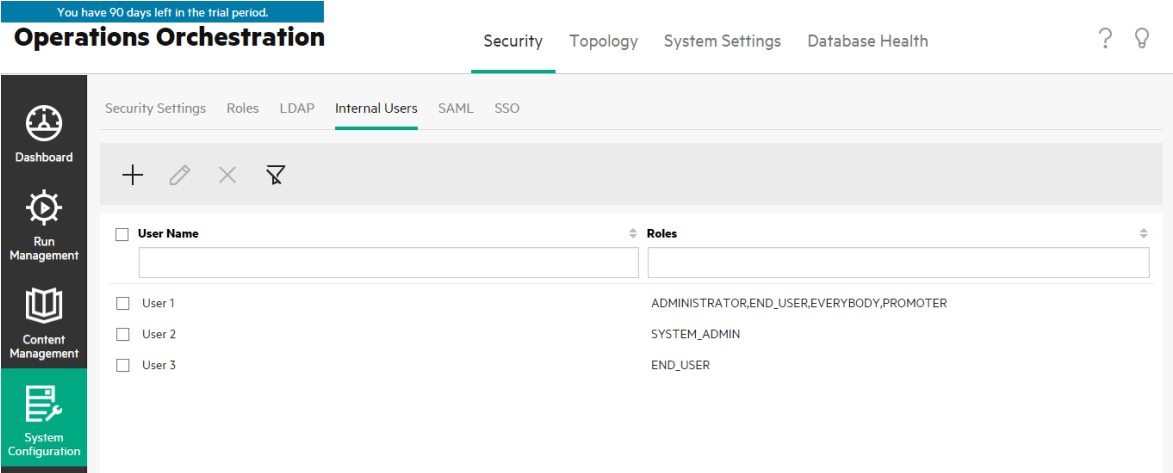 You have 90 days left in the trial period.
Operations Orchestration
Security Topology System Settings Database Health
Security Settings Roles LDAP Internal Users SAML SSO
Dashboard
Run
Management
Content
Management
System
Configuration
User Name Roles
User 1 ADMINISTRATOR,END_USER,EVERYBODY,PROMOTER
User 2 SYSTEM_ADMIN
User 3 END_USER